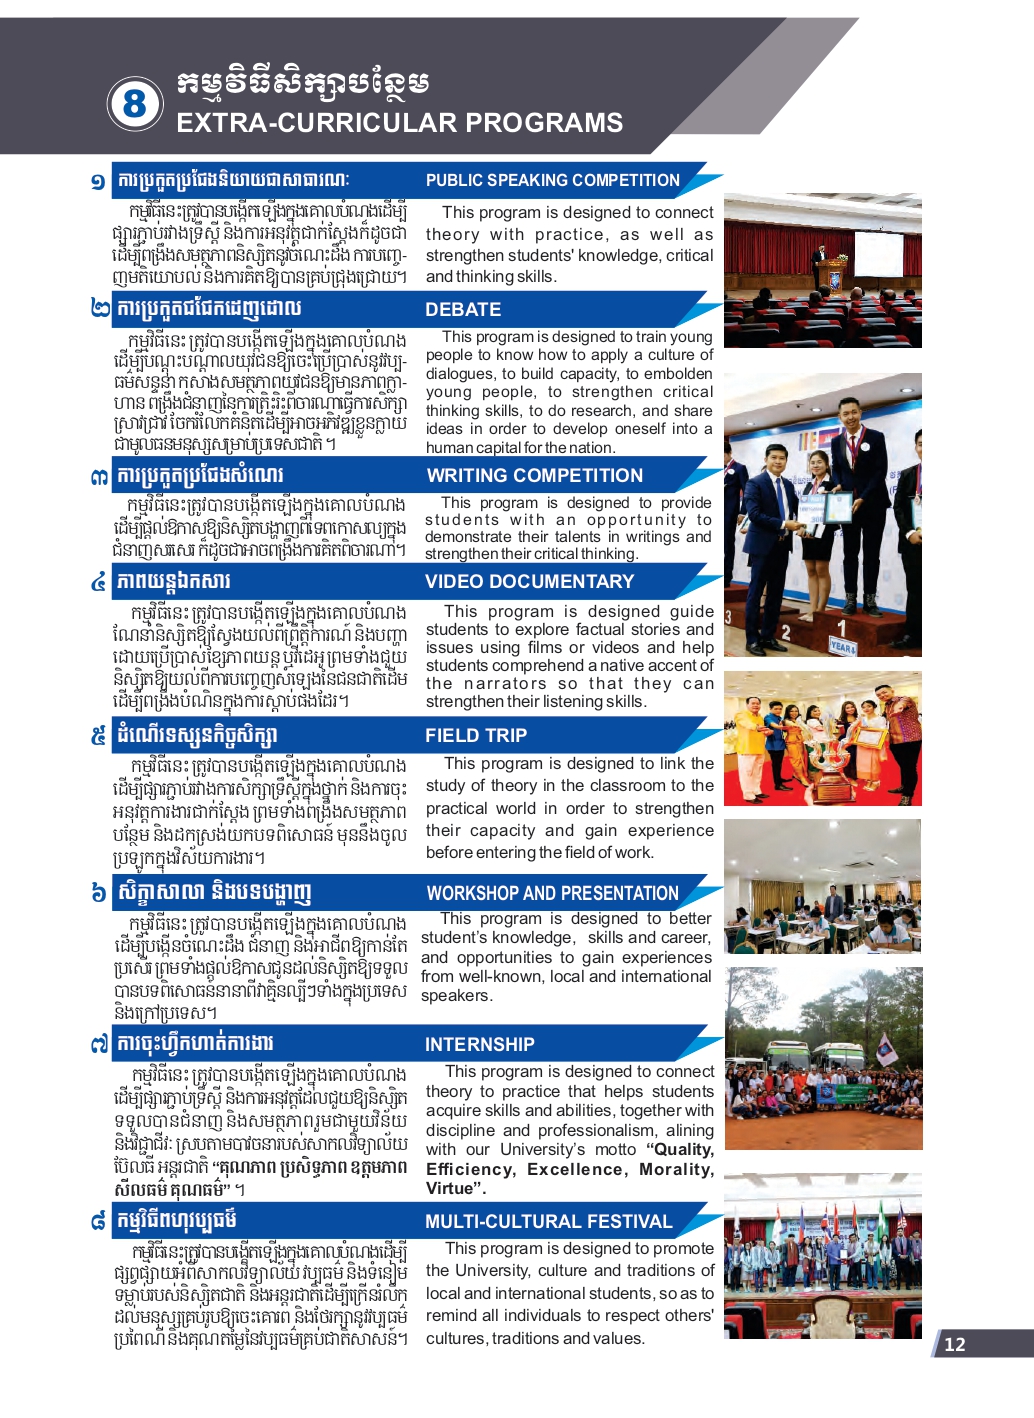 8
កម្មវិធីសិក្សាបន្ថែម
EXTRA-CURRICULAR PROGRAMS
១ ការប្រកួតប្រជែងនិយាយជាសាធារណៈ
PUBLIC SPEAKING COMPETITION
កម្មវិធីនេះត្រូវបានបង្កើតឡើងក្នុងគោលបំណងដើម្បី
ផ្សារភ្ជាប់រវាងទ្រឹស្តី និងការអនុវត្តជាក់ស្តែងក៏ដូចជា
ដើម្បីពង្រឹងសមត្ថភាពនិស្សិតនូវចំណេះដឹង ការបញ្ចេ-
ញមតិយោបល់ និងការគិតឱ្យបានគ្រប់ជ្រុងជ្រោយ។
This program is designed to connect
theory with practice, as well as
strengthen students' knowledge, critical
and thinking skills.
២ ការប្រកួតជជែកដេញដោល
DEBATE
កម្មវិធីនេះ ត្រូវបានបង្កើតឡើងក្នុងគោលបំណង
ដើម្បីបណ្តុះបណ្តាលយុវជនឱ្យចេះប្រើប្រាស់នូវវប្ប-
ធម៌សន្ទនា កសាងសមត្ថភាពយុវជនឱ្យមានភាពក្លា-
ហាន ពង្រឹងជំនាញនៃការត្រិះរិះពិចារណាធ្វើការសិក្សា
ស្រាវជ្រាវ ចែករំលែកគំនិតដើម្បីអាចអភិវឌ្ឍខ្លួនក្លាយ
ជាមូលធនមនុស្សសម្រាប់ប្រទេសជាតិ ។
This program is designed to train young
people to know how to apply a culture of
dialogues, to build capacity, to embolden
young people, to strengthen critical
thinking skills, to do research, and share
ideas in order to develop oneself into a
human capital for the nation.
៣ ការប្រកួតប្រជែងសំណេរ
WRITING COMPETITION
កម្មវិធីនេះ ត្រូវបានបង្កើតឡើងក្នុងគោលបំណង
ដើម្បីផ្តល់ឱកាសឱ្យនិស្សិតបង្ហាញពីទេពកោសល្យក្នុង
ជំនាញសរសេរ ក៏ដូចជាអាចពង្រឹងការគិតពិចារណា។
This program is designed to provide
students with an opportunity to
demonstrate their talents in writings and
strengthen their critical thinking.
៤ ភាពយន្តឯកសារ
VIDEO DOCUMENTARY
កម្មវិធីនេះ ត្រូវបានបង្កើតឡើងក្នុងគោលបំណង
ណែនាំនិស្សិតឱ្យស្វែងយល់ពីព្រឹត្តិការណ៍ និងបញ្ហា
ដោយប្រើប្រាស់ខ្សែភាពយន្ត ឬវីដេអូ ព្រមទាំងជួយ
និស្សិតឱ្យយល់ពីការបញ្ចេញសំឡេងនៃជនជាតិដើម
ដើម្បីពង្រឹងបំណិនក្នុងការស្តាប់ផងដែរ។
This program is designed guide
students to explore factual stories and
issues using films or videos and help
students comprehend a native accent of
the narrators so that they can
strengthen their listening skills.
៥ ដំណើរទស្សនកិច្ចសិក្សា
FIELD TRIP
កម្មវិធីនេះ ត្រូវបានបង្កើតឡើងក្នុងគោលបំណង
ដើម្បីផ្សារភ្ជាប់រវាងការសិក្សាទ្រឹស្តីក្នុងថ្នាក់ និងការចុះ
អនុវត្តការងារជាក់ស្តែង ព្រមទាំងពង្រឹងសមត្ថភាព
បន្ថែម និងដកស្រង់យកបទពិសោធន៍ មុននឹងចូល
ប្រឡូកក្នុងវិស័យការងារ។
This program is designed to link the
study of theory in the classroom to the
practical world in order to strengthen
their capacity and gain experience
before entering the field of work.
៦ សិក្ខាសាលា និងបទបង្ហាញ
WORKSHOP AND PRESENTATION
កម្មវិធីនេះ ត្រូវបានបង្កើតឡើងក្នុងគោលបំណង
ដើម្បីបង្កើនចំណេះដឹង ជំនាញ និងអាជីពឱ្យកាន់តែ
ប្រសើរ ព្រមទាំងផ្តល់ឱកាសជូនដល់និស្សិតឱ្យទទួល
បានបទពិសោធន៍នានាពីវាគ្មិនល្បីៗទាំងក្នុងប្រទេស
និងក្រៅប្រទេស។
This program is designed to better
student’s knowledge, skills and career,
and opportunities to gain experiences
from well-known, local and international
speakers.
៧ ការចុះហ្វឹកហាត់ការងារ
INTERNSHIP
កម្មវិធីនេះ ត្រូវបានបង្កើតឡើងក្នុងគោលបំណង
ដើម្បីផ្សារភ្ជាប់ទ្រឹស្តី និងការអនុវត្តដែលជួយឱ្យនិស្សិត
ទទួលបានជំនាញ និងសមត្ថភាព រួមជាមួយវិន័យ
និងវិជ្ជាជីវៈ ស្របតាមបាវចនារបស់សាកលវិទ្យាល័យ
ប៊ែលធី អន្តរជាតិ “គុណភាព ប្រសិទ្ធភាព ឧត្តមភាព
សីលធម៌ គុណធម៌” ។
This program is designed to connect
theory to practice that helps students
acquire skills and abilities, together with
discipline and professionalism, alining
with our University’s motto “Quality,
Efficiency, Excellence, Morality,
Virtue”.
៨ កម្មវិធីពហុវប្បធម៌
MULTI-CULTURAL FESTIVAL
កម្មវិធីនេះត្រូវបានបង្កើតឡើងក្នុងគោលបំណងដើម្បី
ផ្សព្វផ្សាយអំពីសាកលវិទ្យាល័យ វប្បធម៌ និងទំនៀម
ទម្លាប់របស់និស្សិតជាតិ និងអន្តរជាតិដើម្បីក្រើនរំលឹក
ដល់មនុស្សគ្រប់រូបឱ្យចេះគោរព និងថែរក្សានូវវប្បធម៌
ប្រពៃណី និងគុណតម្លៃនៃវប្បធម៌គ្រប់ជាតិសាសន៍។
This program is designed to promote
the University, culture and traditions of
local and international students, so as to
remind all individuals to respect others'
cultures, traditions and values.
3
2
1
YEAR
12